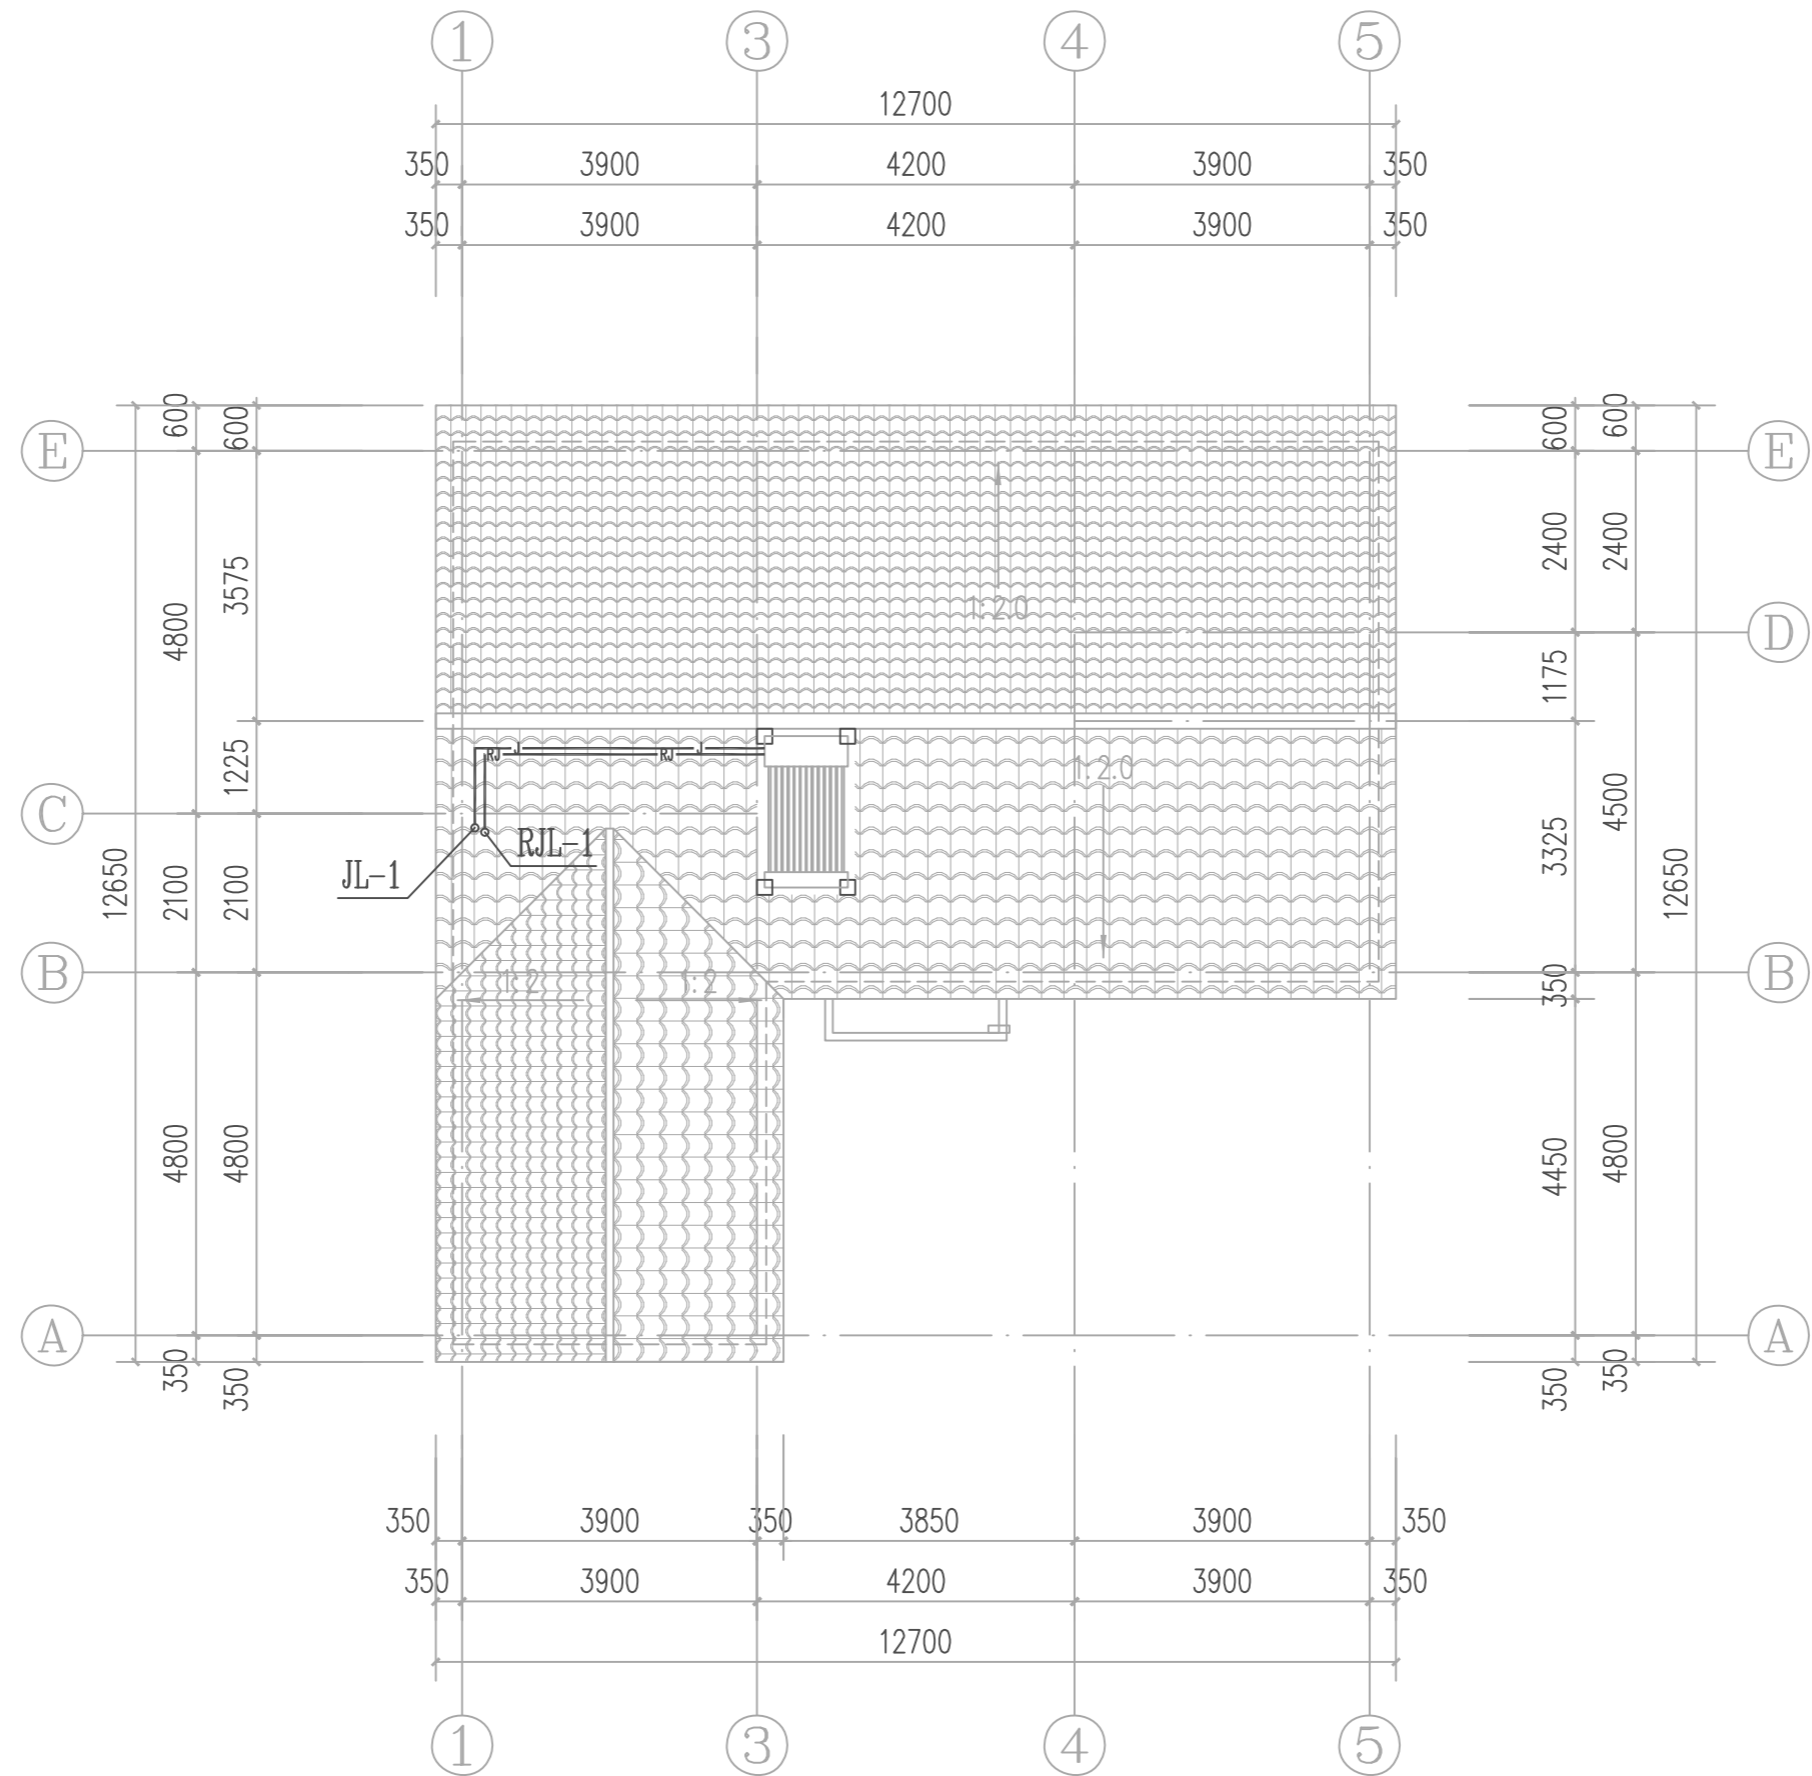 1 3 4 5
12700
350 3900 4200 3900 350
350 3900 4200 3900 350
600 600 600 600
E E
2400 2400
3575
4800
1:2.0
D D
1175
1225
RJ J RJ J
1:2.0
4500
C C
3325
RJL-1
JL-1
12650 2100 2100 12650
B B
1:2 1:2
350
4800 4800 4450 4800
A A
350 350 350 350
350 3900 350 3850 3900 350
350 3900 4200 3900 350
12700
1 3 4 5